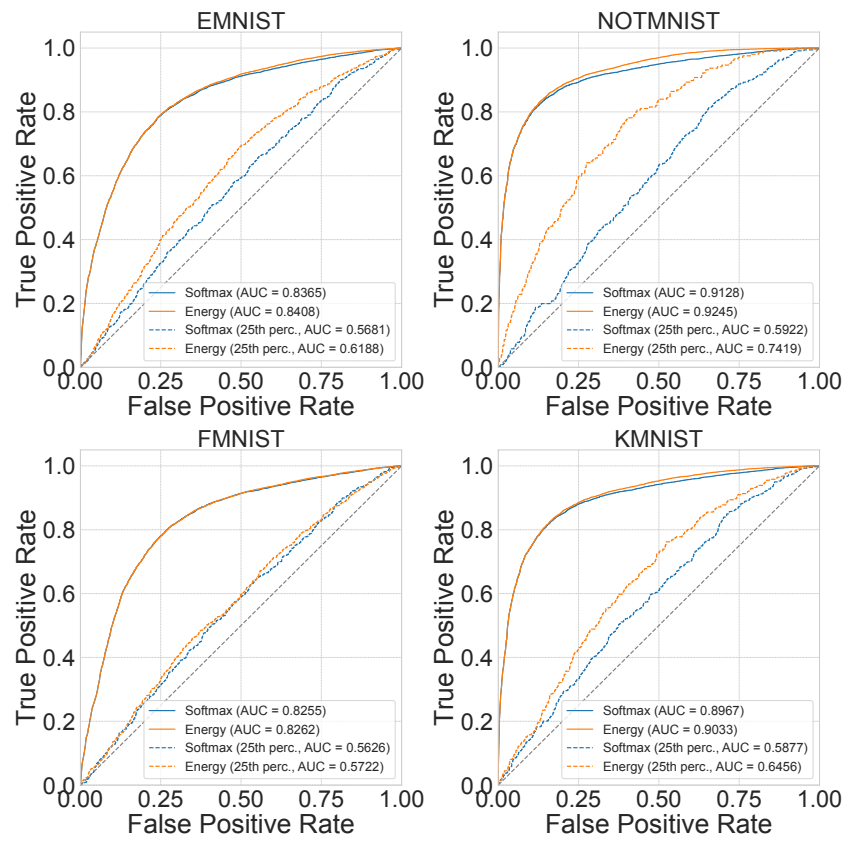 EMNIST
True Positive Rate
1.0
0.8
0.6
0.4
0.2
0.0
Softmax (AUC = 0.8365)
Energy (AUC = 0.8408)
Softmax (25th perc., AUC = 0.5681)
Energy (25th perc., AUC = 0.6188)
0.00 0.25 0.50 0.75 1.00
False Positive Rate
NOTMNIST
True Positive Rate
1.0
0.8
0.6
0.4
0.2
0.0
Softmax (AUC = 0.9128)
Energy (AUC = 0.9245)
Softmax (25th perc., AUC = 0.5922)
Energy (25th perc., AUC = 0.7419)
0.00 0.25 0.50 0.75 1.00
False Positive Rate
FMNIST
True Positive Rate
1.0
0.8
0.6
0.4
0.2
0.0
Softmax (AUC = 0.8255)
Energy (AUC = 0.8262)
Softmax (25th perc., AUC = 0.5626)
Energy (25th perc., AUC = 0.5722)
0.00 0.25 0.50 0.75 1.00
False Positive Rate
KMNIST
True Positive Rate
1.0
0.8
0.6
0.4
0.2
0.0
Softmax (AUC = 0.8967)
Energy (AUC = 0.9033)
Softmax (25th perc., AUC = 0.5877)
Energy (25th perc., AUC = 0.6456)
0.00 0.25 0.50 0.75 1.00
False Positive Rate